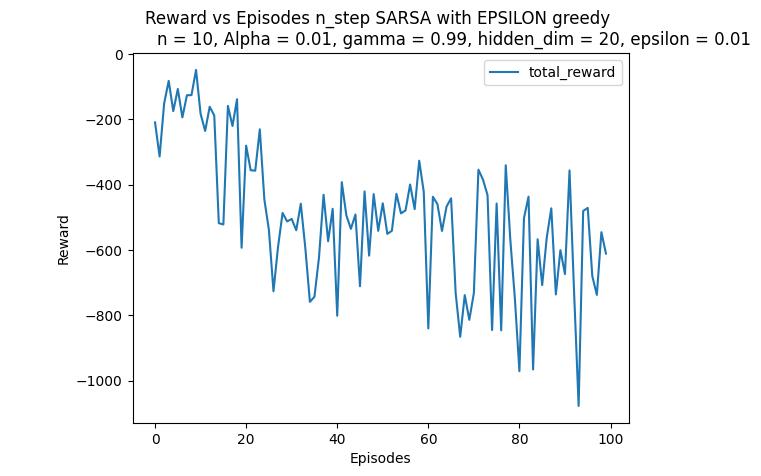 Reward vs Episodes n_step SARSA with EPSILON greedy
n = 10, Alpha = 0.01, gamma = 0.99, hidden_dim = 20, epsilon = 0.01
total_reward
0
−200
−400
−600
−800
−1000
Reward
0 20 40 60 80 100
Episodes